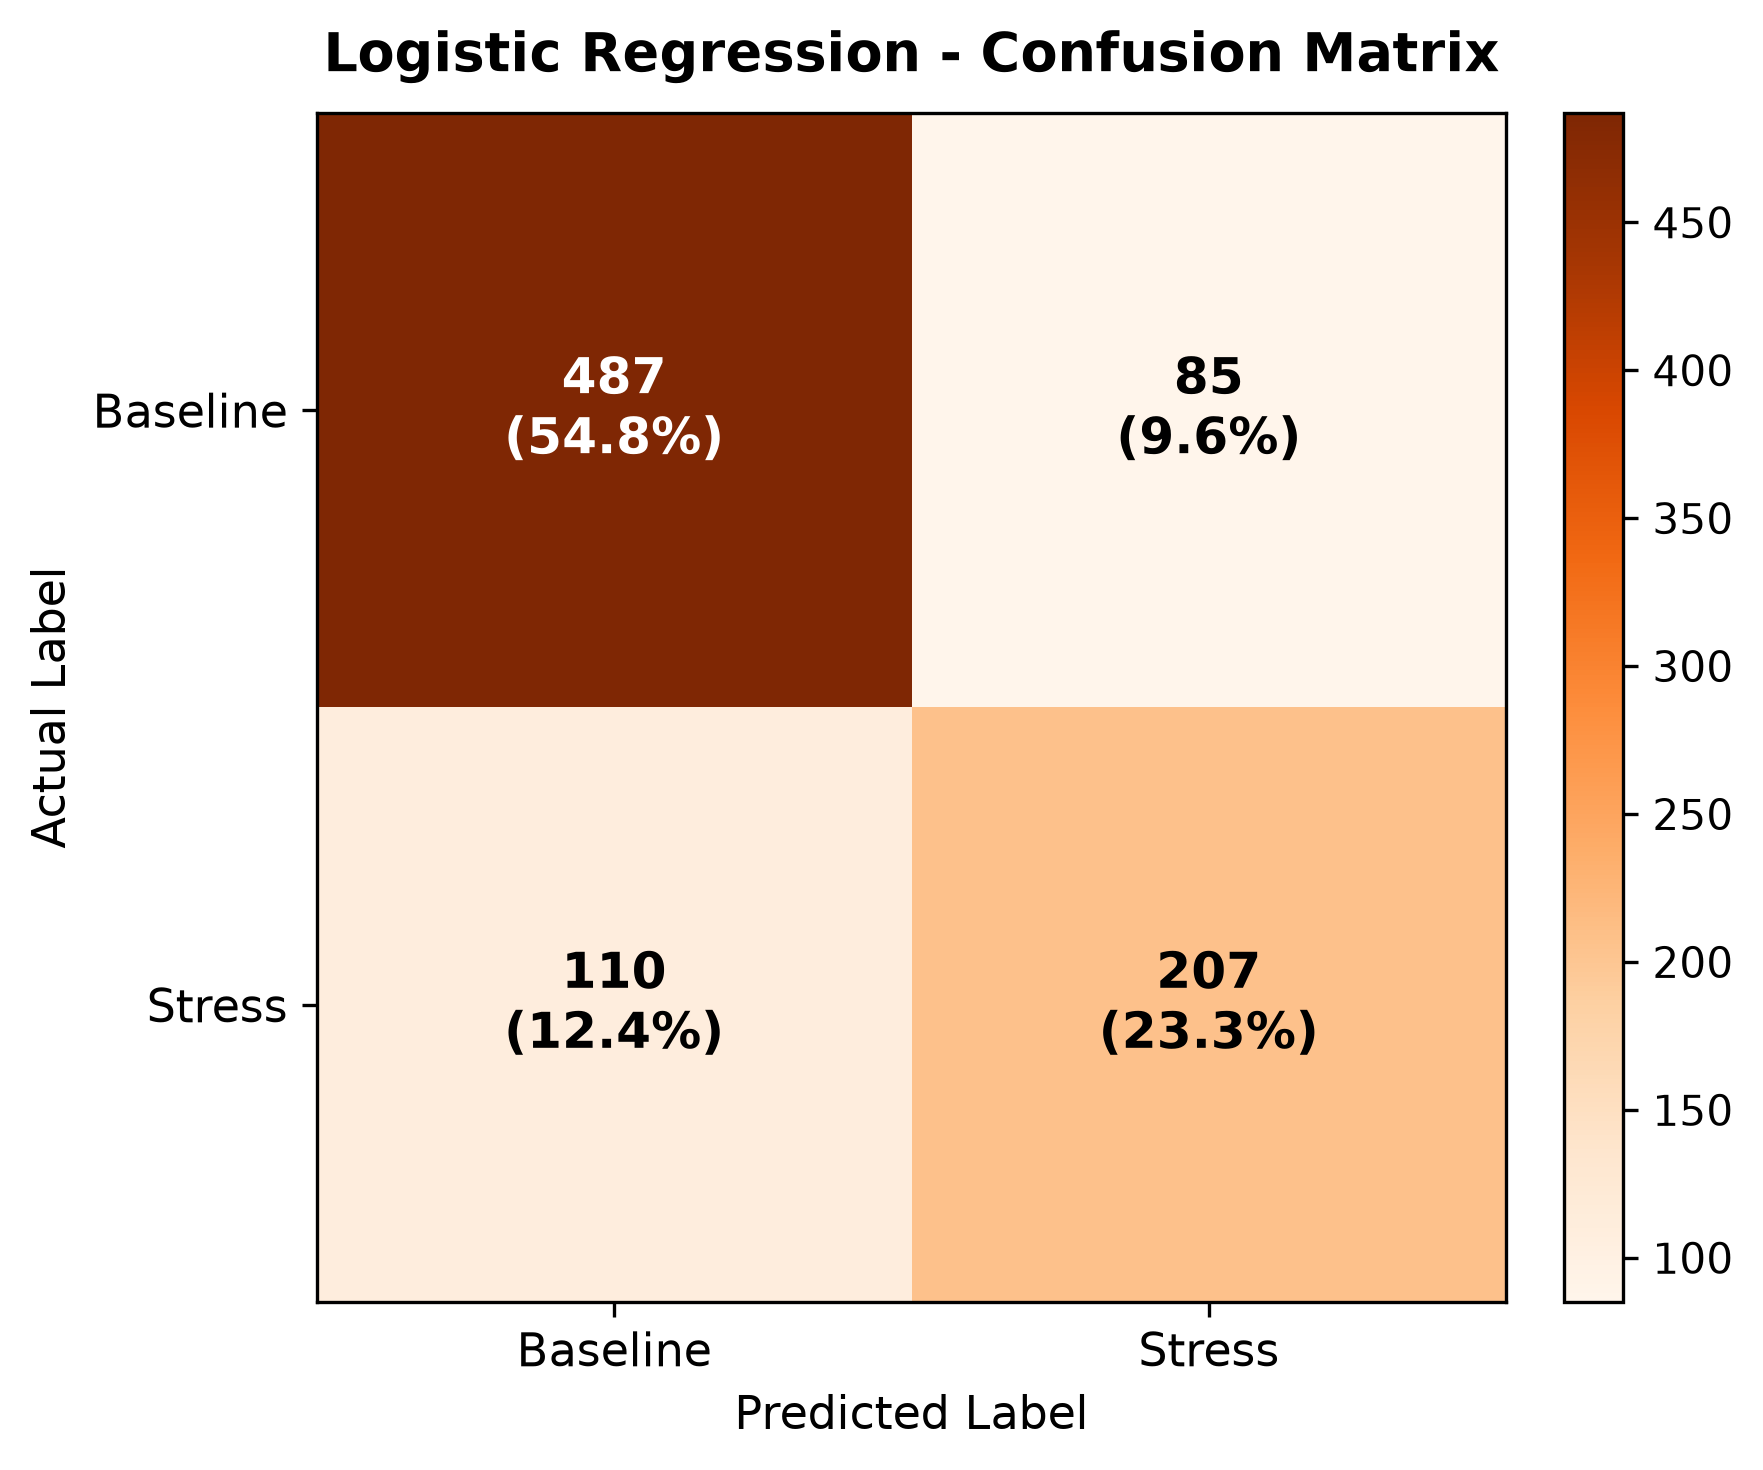 Logistic Regression - Confusion Matrix
Actual Label
Baseline
487
(54.8%)
85
(9.6%)
Stress
110
(12.4%)
207
(23.3%)
Baseline
Stress
Predicted Label
450
400
350
300
250
200
150
100